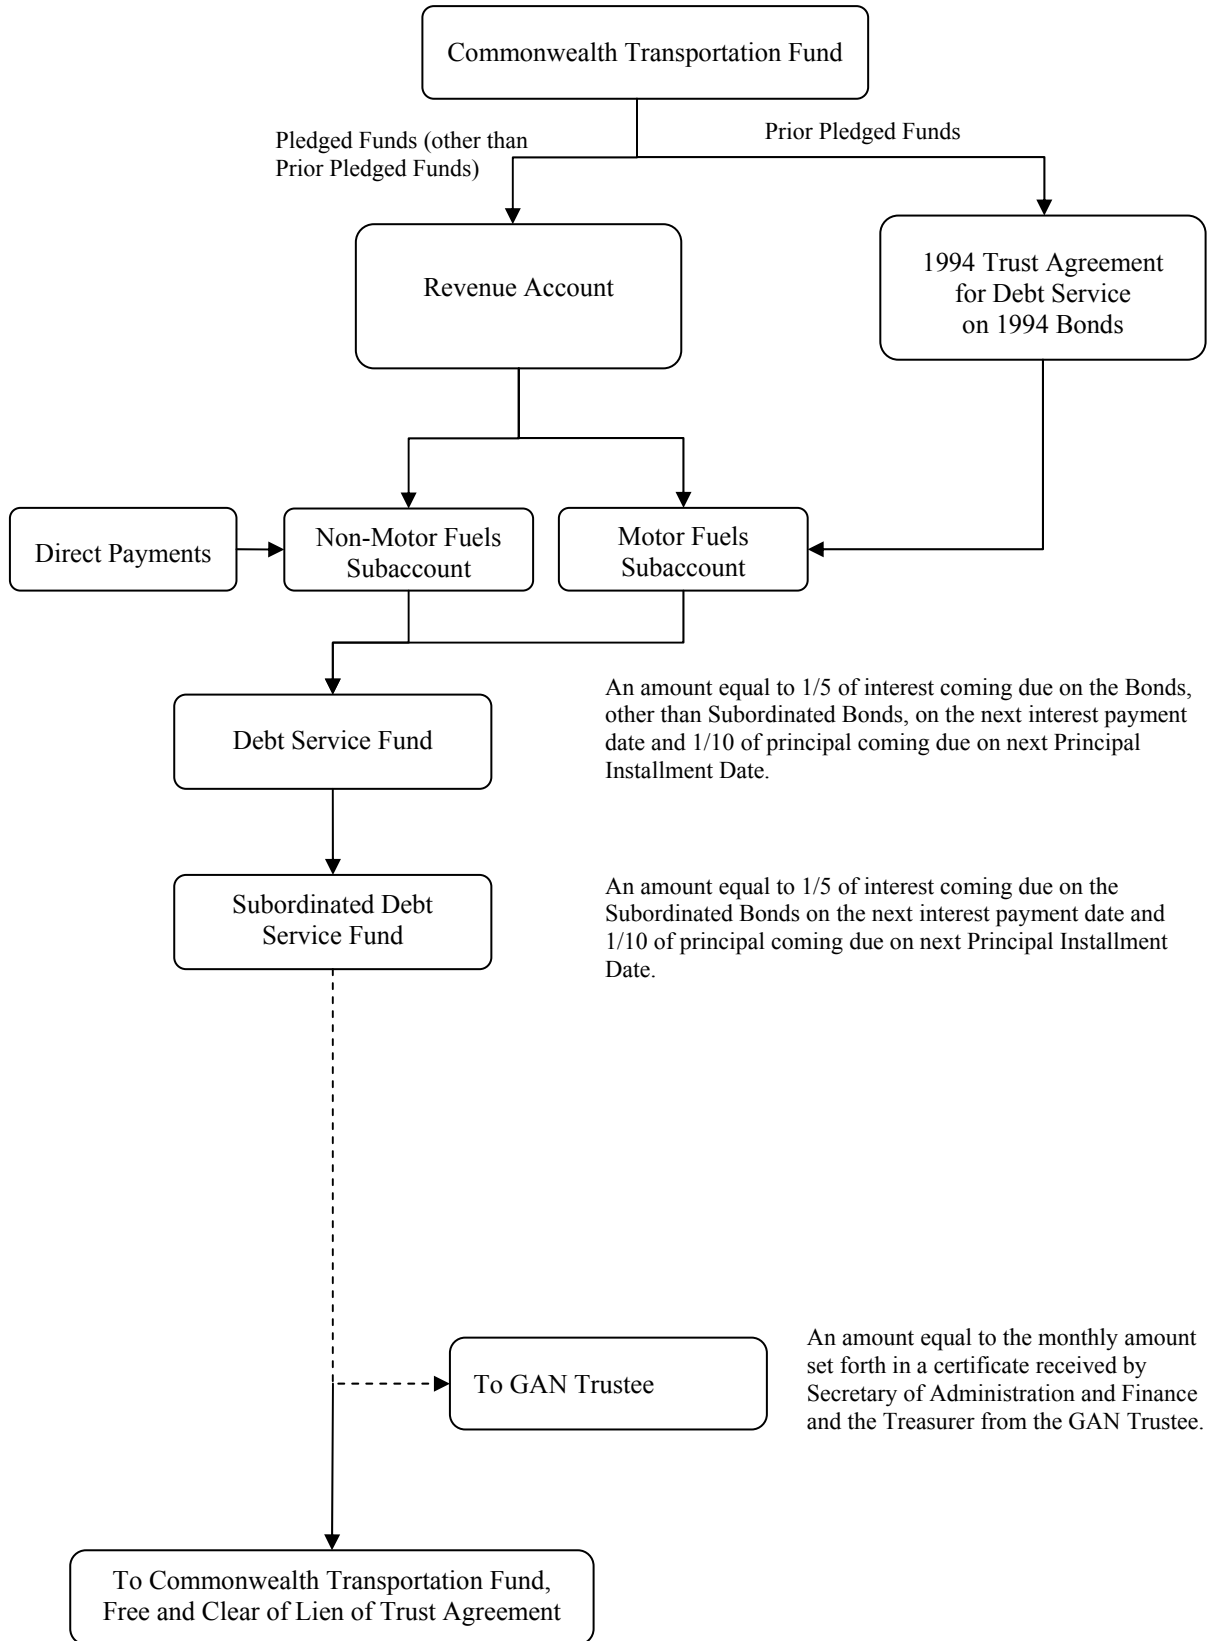 Commonwealth Transportation Fund
Pledged Funds (other than
Prior Pledged Funds)
Prior Pledged Funds
Revenue Account
1994 Trust Agreement
for Debt Service
on 1994 Bonds
Direct Payments
Non-Motor Fuels
Subaccount
Motor Fuels
Subaccount
Debt Service Fund
An amount equal to 1/5 of interest coming due on the Bonds,
other than Subordinated Bonds, on the next interest payment
date and 1/10 of principal coming due on next Principal
Installment Date.
Subordinated Debt
Service Fund
An amount equal to 1/5 of interest coming due on the
Subordinated Bonds on the next interest payment date and
1/10 of principal coming due on next Principal Installment
Date.
To GAN Trustee
An amount equal to the monthly amount
set forth in a certificate received by
Secretary of Administration and Finance
and the Treasurer from the GAN Trustee.
To Commonwealth Transportation Fund,
Free and Clear of Lien of Trust Agreement